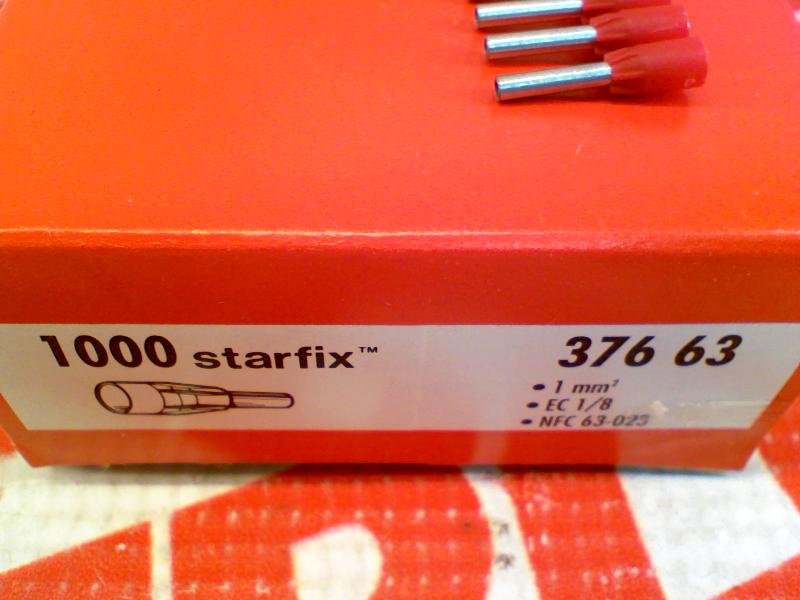 1000 starfix™
376 63
• 1 mm²
• EC 1/8
• NFC 63-023